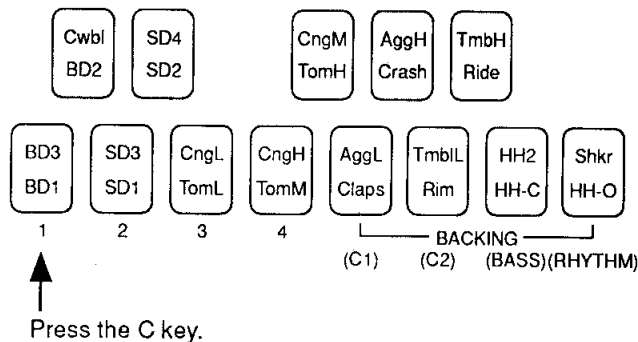 Cwbl SD4 CngM AggH TmbH
BD2 SD2 TomH Crash Ride
BD3 SD3 CngL CngH AggL TmblL HH2 Shkr
BD1 SD1 TomL TomM Claps Rim HH-C HH-O
1 2 3 4 BACKING
(C1) (C2) (BASS) (RHYTHM)
Press the C key.